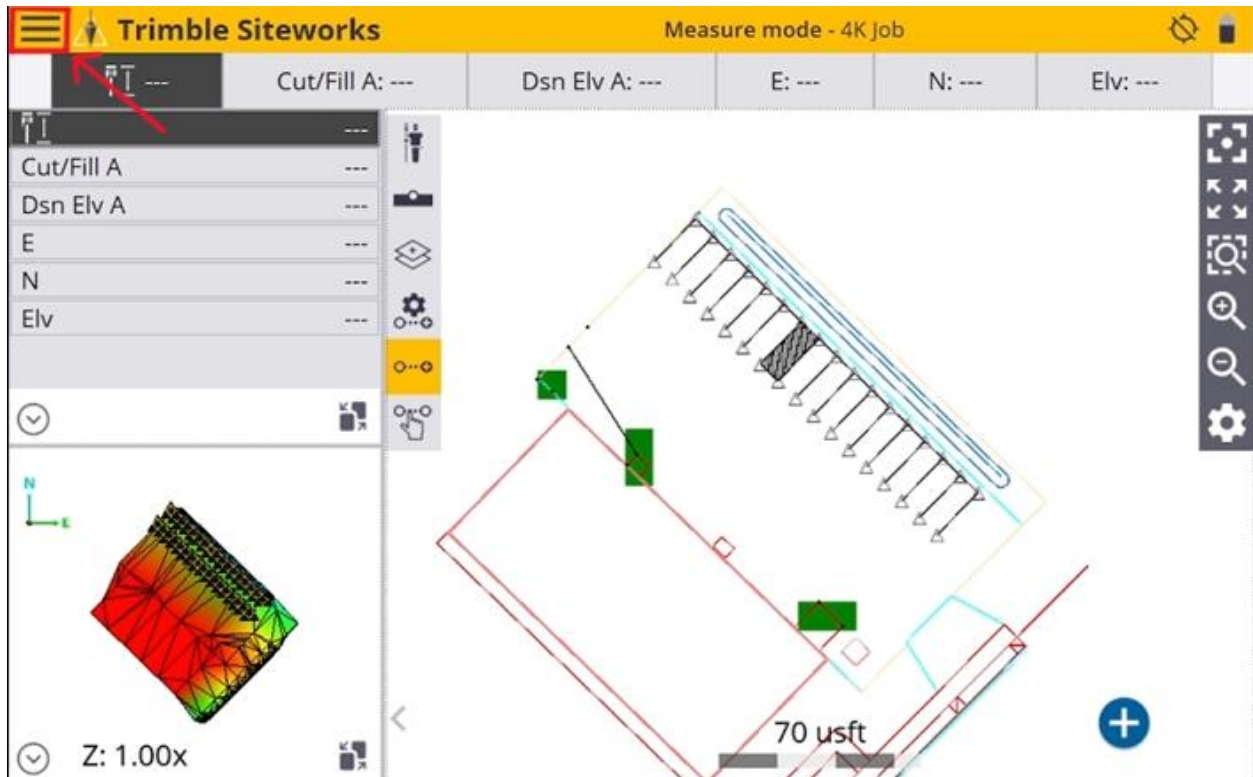 Trimble Siteworks
Measure mode - 4K Job
---
Cut/Fill A: ---
Dsn Elv A: ---
E: ---
N: ---
Elv: ---
---
Cut/Fill A ---
Dsn Elv A ---
E ---
N ---
Elv ---
N
E
Z: 1.00x
70 usft